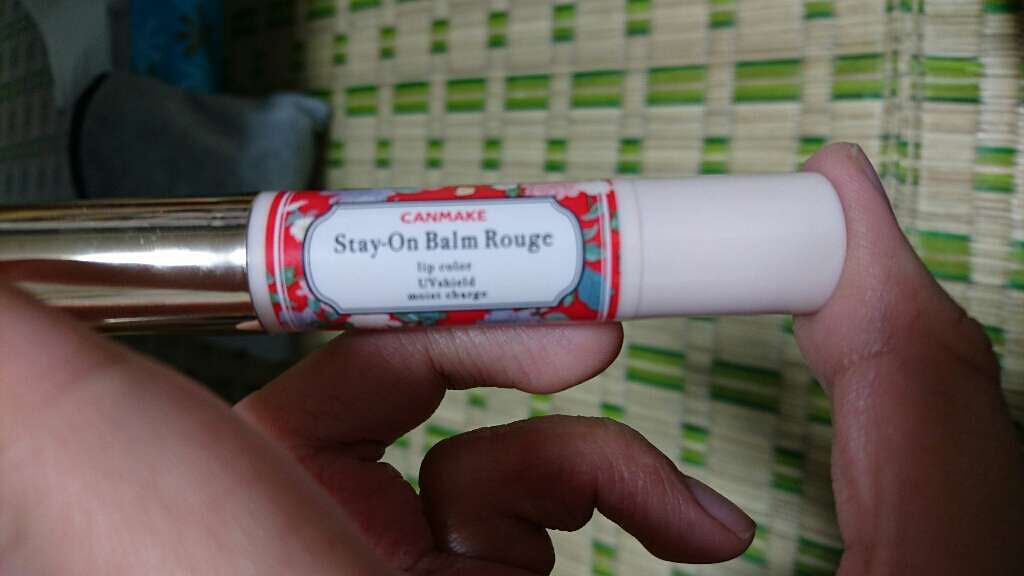 CANMAKE
Stay-On Balm Rouge
lip color
UVshield
moist charge